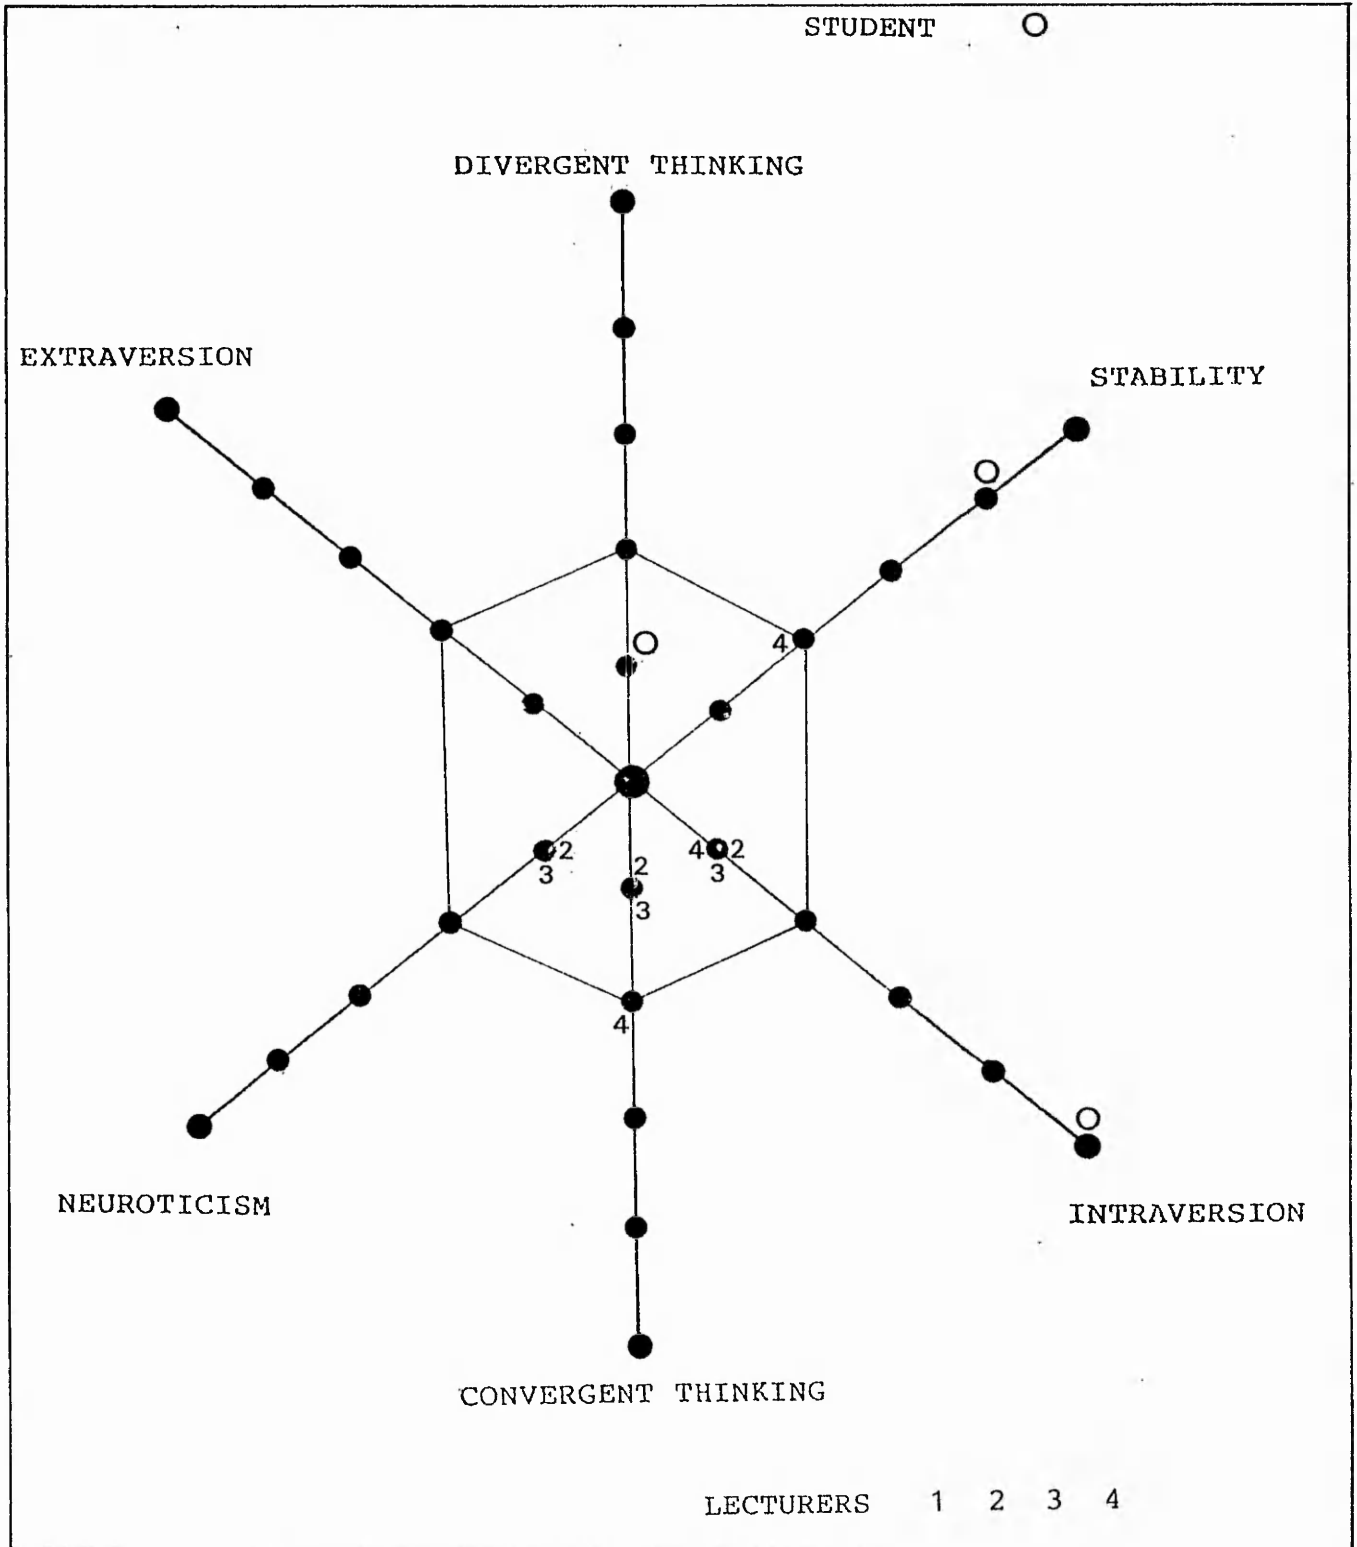 STUDENT
DIVERGENT THINKING
EXTRAVERSION
STABILITY
4
4 2
3
2
3
2
3
4
NEUROTICISM
INTRAVERSION
CONVERGENT THINKING
LECTURERS 1 2 3 4